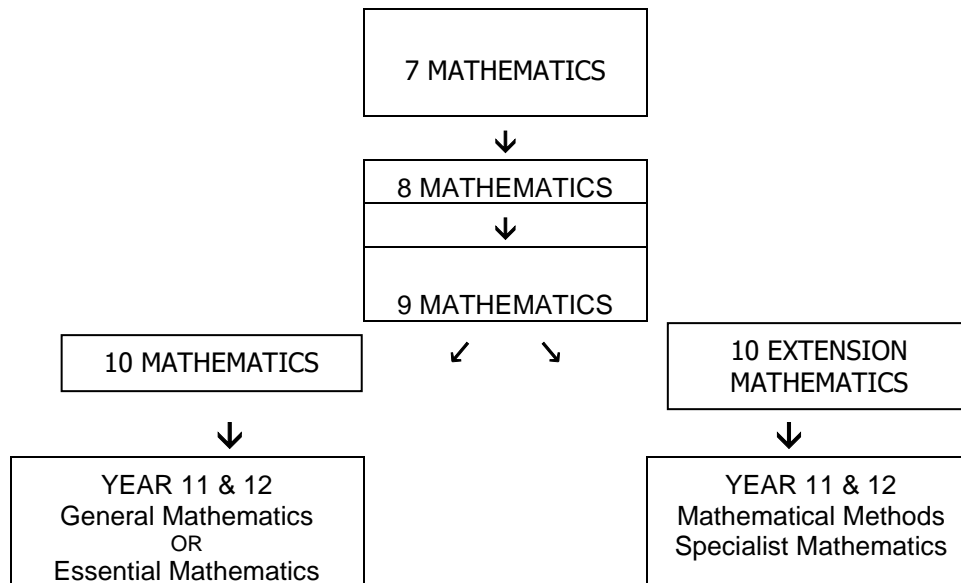 7 MATHEMATICS
8 MATHEMATICS
9 MATHEMATICS
10 MATHEMATICS
10 EXTENSION
MATHEMATICS
YEAR 11 & 12
General Mathematics
OR
Essential Mathematics
YEAR 11 & 12
Mathematical Methods
Specialist Mathematics